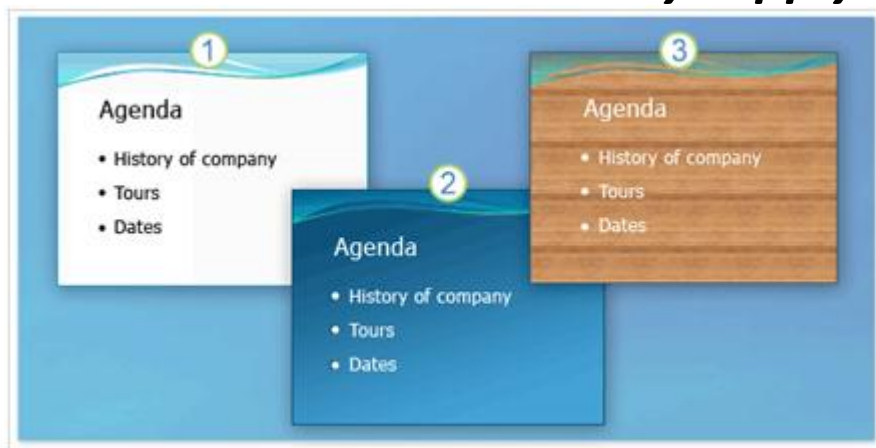 1
Agenda
• History of company
• Tours
• Dates
2
Agenda
• History of company
• Tours
• Dates
3
Agenda
• History of company
• Tours
• Dates